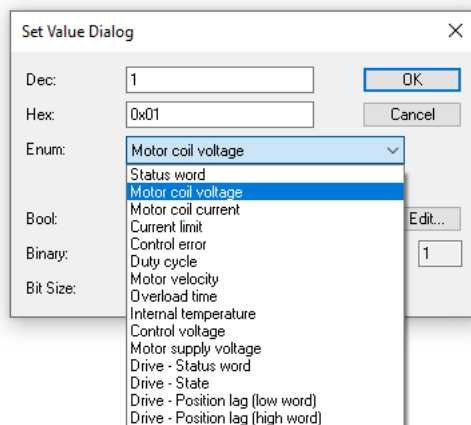 Set Value Dialog
Dec:
1
OK
Hex:
0x01
Cancel
Enum:
Motor coil voltage
Status word
Motor coil voltage
Motor coil current
Current limit
Control error
Duty cycle
Motor velocity
Overload time
Internal temperature
Control voltage
Motor supply voltage
Drive - Status word
Drive - State
Drive - Position lag (low word)
Drive - Position lag (high word)
Bool:
Edit...
Binary:
1
Bit Size: